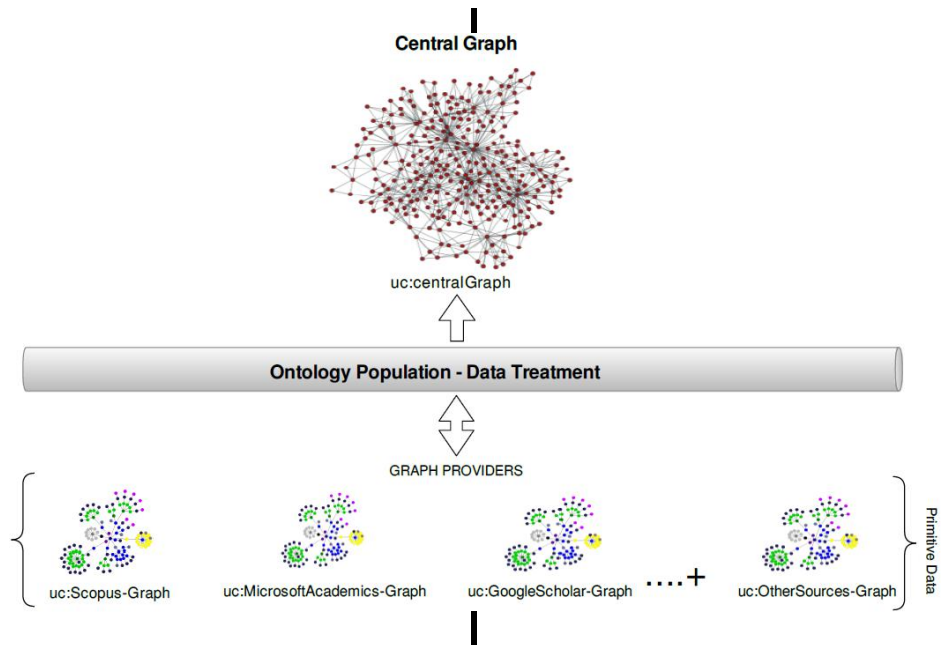 Central Graph
uc:centralGraph
Ontology Population - Data Treatment
GRAPH PROVIDERS
uc:Scopus-Graph
uc:MicrosoftAcademics-Graph
uc:GoogleScholar-Graph
....+
uc:OtherSources-Graph
Primitive Data